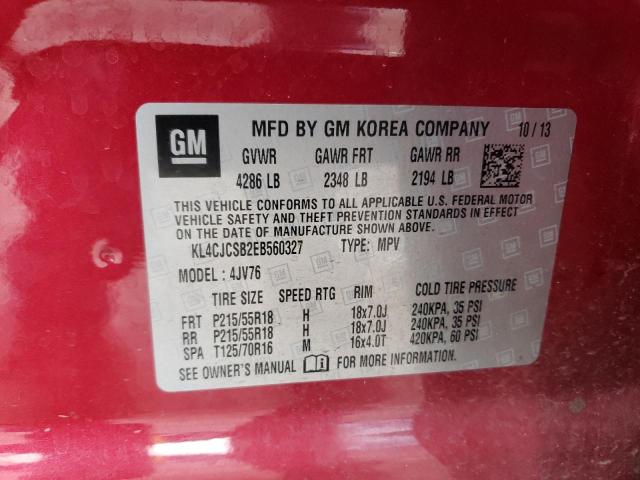 GM MFD BY GM KOREA COMPANY 10/13
GVWR GAWR FRT GAWR RR
4286 LB 2348 LB 2194 LB
THIS VEHICLE CONFORMS TO ALL APPLICABLE U.S. FEDERAL MOTOR
VEHICLE SAFETY AND THEFT PREVENTION STANDARDS IN EFFECT
ON THE DATE OF MANUFACTURE SHOWN ABOVE.
KL4CJCSB2EB560327 TYPE: MPV
MODEL: 4JV76
TIRE SIZE SPEED RTG RIM COLD TIRE PRESSURE
FRT P215/55R18 H 18x7.0J 240KPA, 35 PSI
RR P215/55R18 H 18x7.0J 240KPA, 35 PSI
SPA T125/70R16 M 16x4.0T 420KPA, 60 PSI
SEE OWNER'S MANUAL FOR MORE INFORMATION.